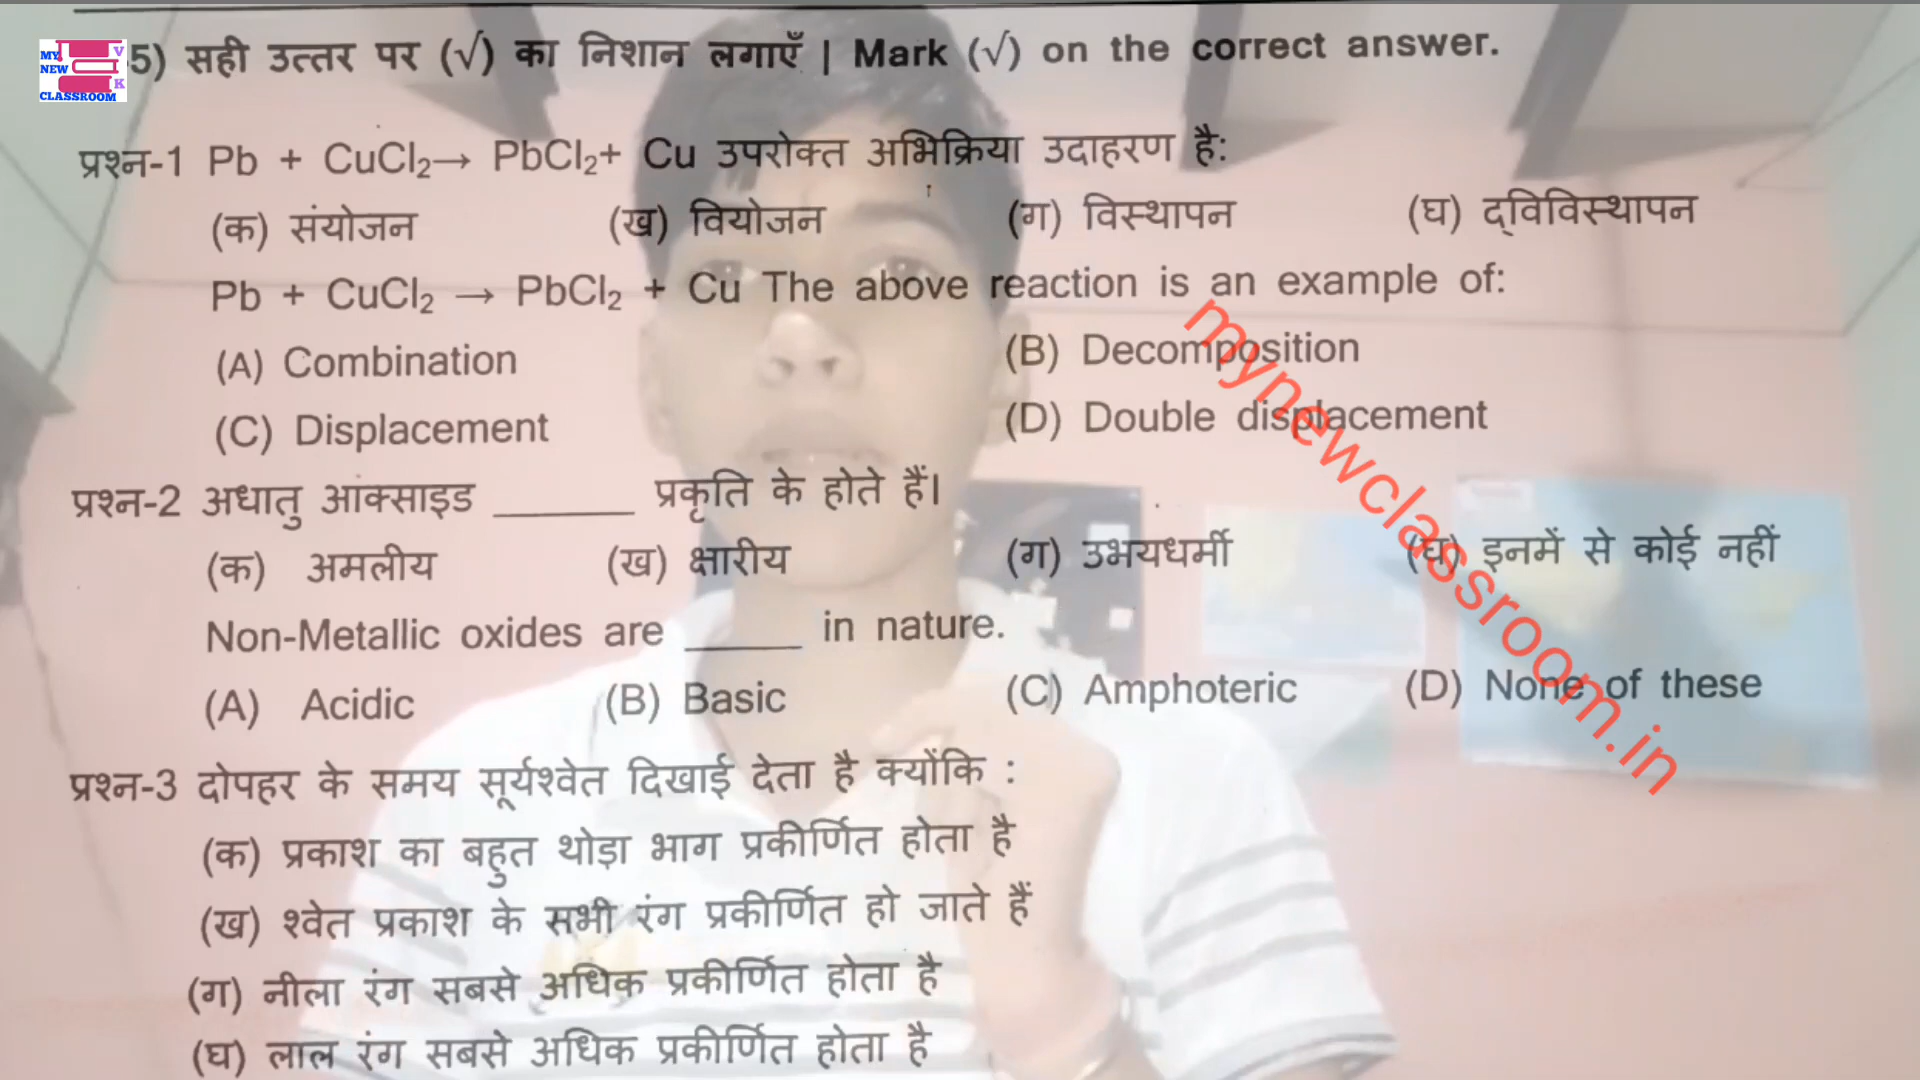 MY NEW CLASSROOM V K
5) सही उत्तर पर (√) का निशान लगाएँ | Mark (√) on the correct answer.
प्रश्न-1 Pb + CuCl₂→ PbCl₂+ Cu उपरोक्त अभिक्रिया उदाहरण है:
(क) संयोजन (ख) वियोजन (ग) विस्थापन (घ) द्विविस्थापन
Pb + CuCl₂ → PbCl₂ + Cu The above reaction is an example of:
(A) Combination (B) Decomposition
(C) Displacement (D) Double displacement
प्रश्न-2 अधातु आक्साइड ______ प्रकृति के होते हैं।
(क) अमलीय (ख) क्षारीय (ग) उभयधर्मी (घ) इनमें से कोई नहीं
Non-Metallic oxides are _____ in nature.
(A) Acidic (B) Basic (C) Amphoteric (D) None of these
प्रश्न-3 दोपहर के समय सूर्यश्वेत दिखाई देता है क्योंकि :
(क) प्रकाश का बहुत थोड़ा भाग प्रकीर्णित होता है
(ख) श्वेत प्रकाश के सभी रंग प्रकीर्णित हो जाते हैं
(ग) नीला रंग सबसे अधिक प्रकीर्णित होता है
(घ) लाल रंग सबसे अधिक प्रकीर्णित होता है
mynewclassroom.in